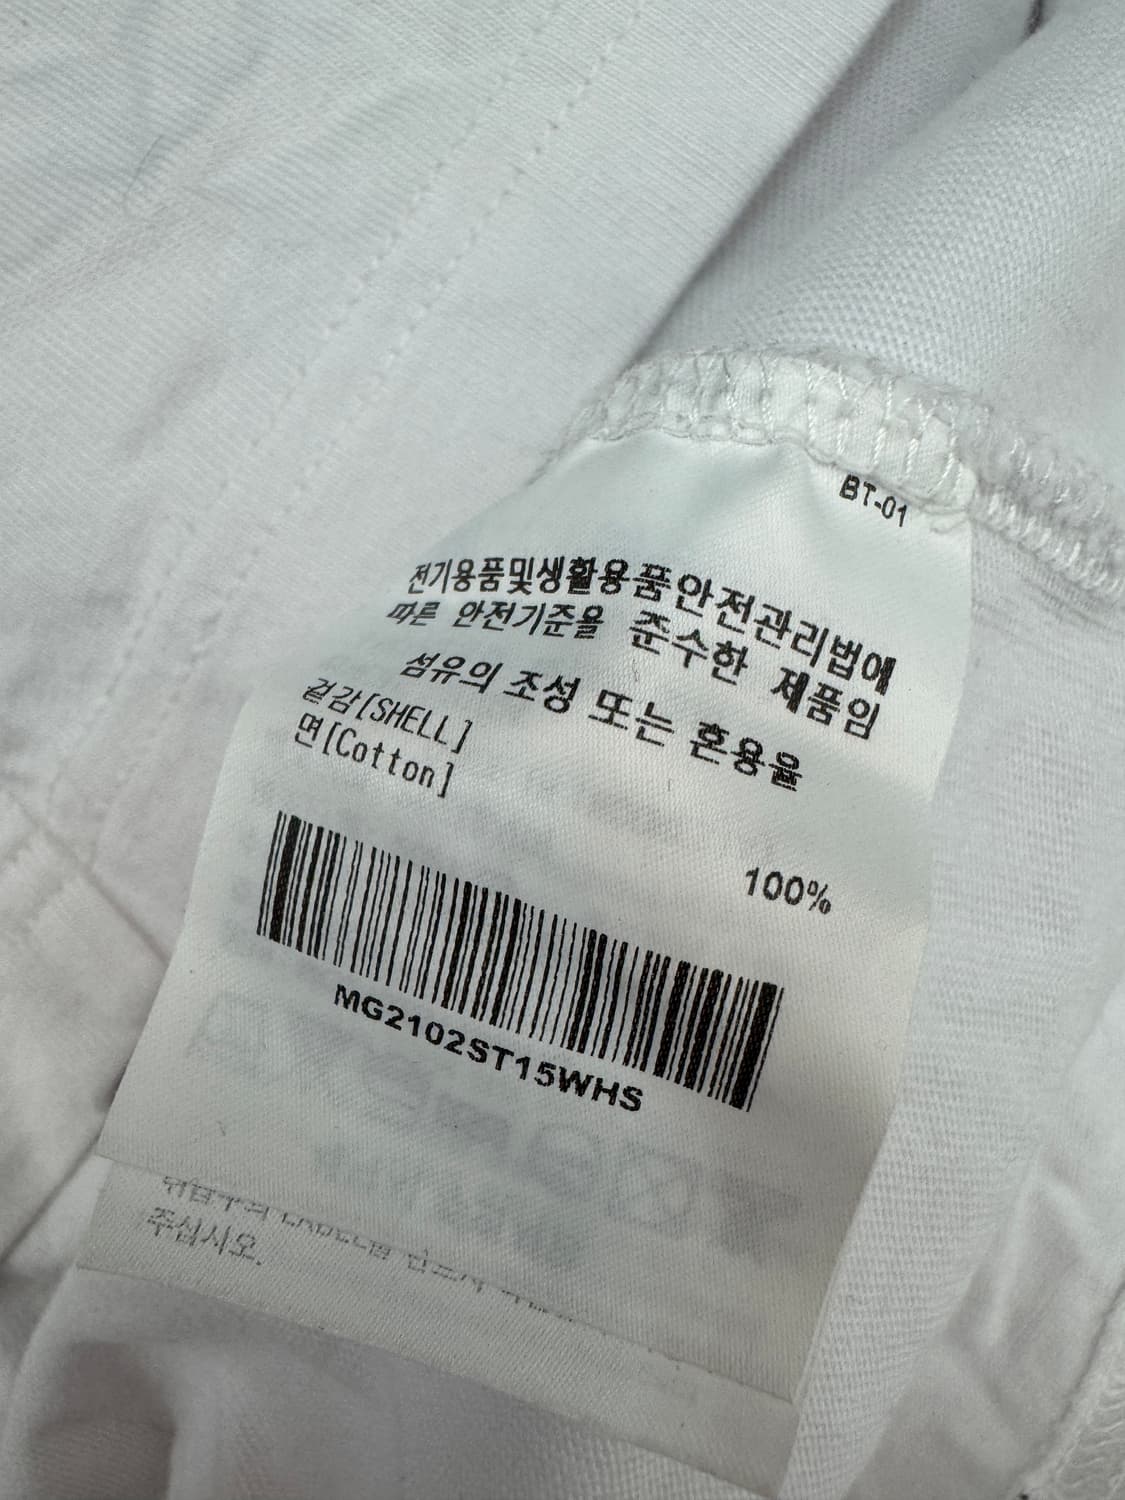 BT-01
전기용품및생활용품안전관리법에
따른 안전기준을 준수한 제품임
섬유의 조성 또는 혼용율
겉감[SHELL]
면[Cotton]
100%
MG2102ST15WHS
주십시오.